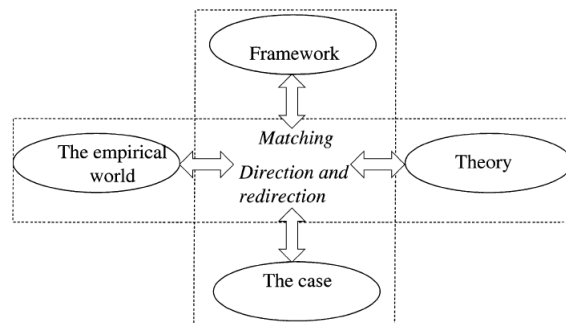 Framework
Matching
The empirical
world
Theory
Direction and
redirection
The case